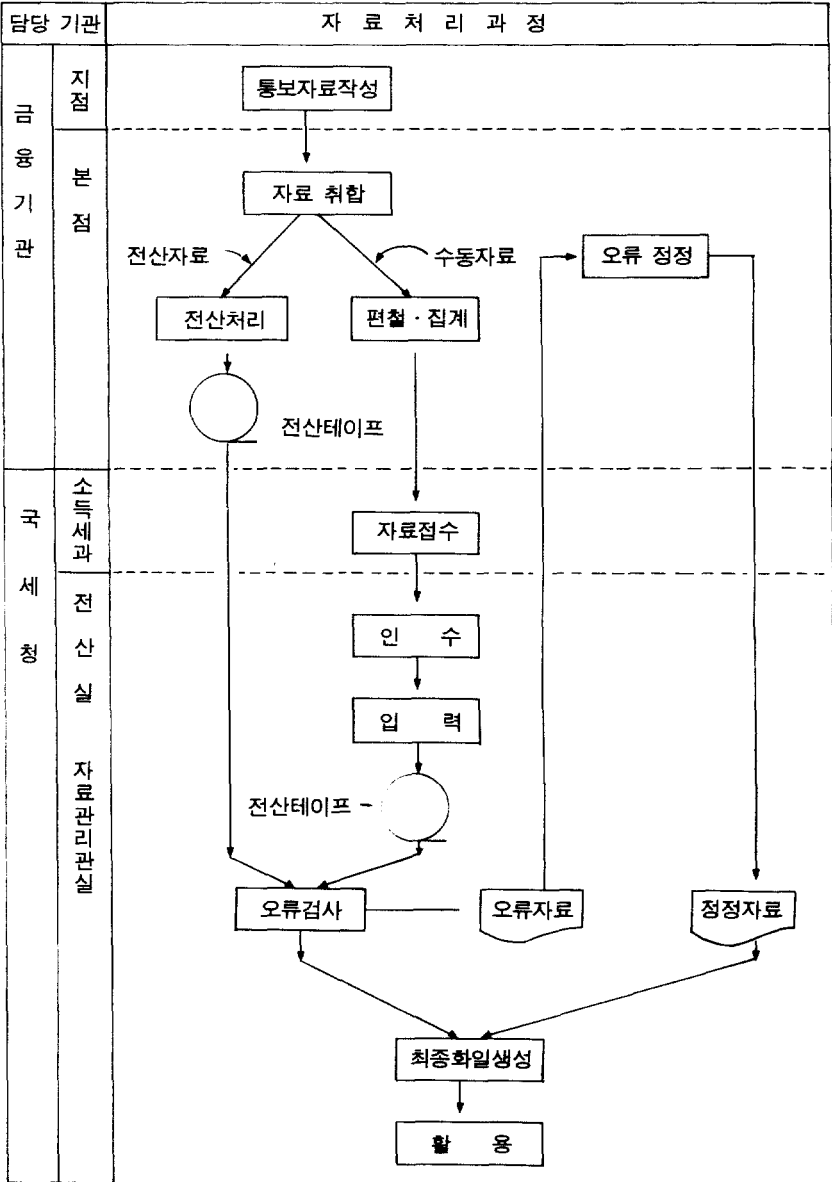 담당 기관
자 료 처 리 과 정
금융기관
지점
통보자료작성
본점
자료 취합
전산자료
수동자료
오류 정정
전산처리
편철 · 집계
전산테이프
국세청
소득세과
자료접수
전산실 자료관리관실
인 수
입 력
전산테이프
오류검사
오류자료
정정자료
최종화일생성
활 용